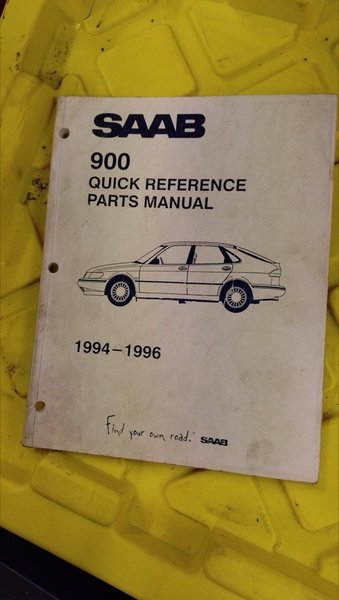 SAAB
900
QUICK REFERENCE
PARTS MANUAL
1994-1996
Find your own road.® SAAB